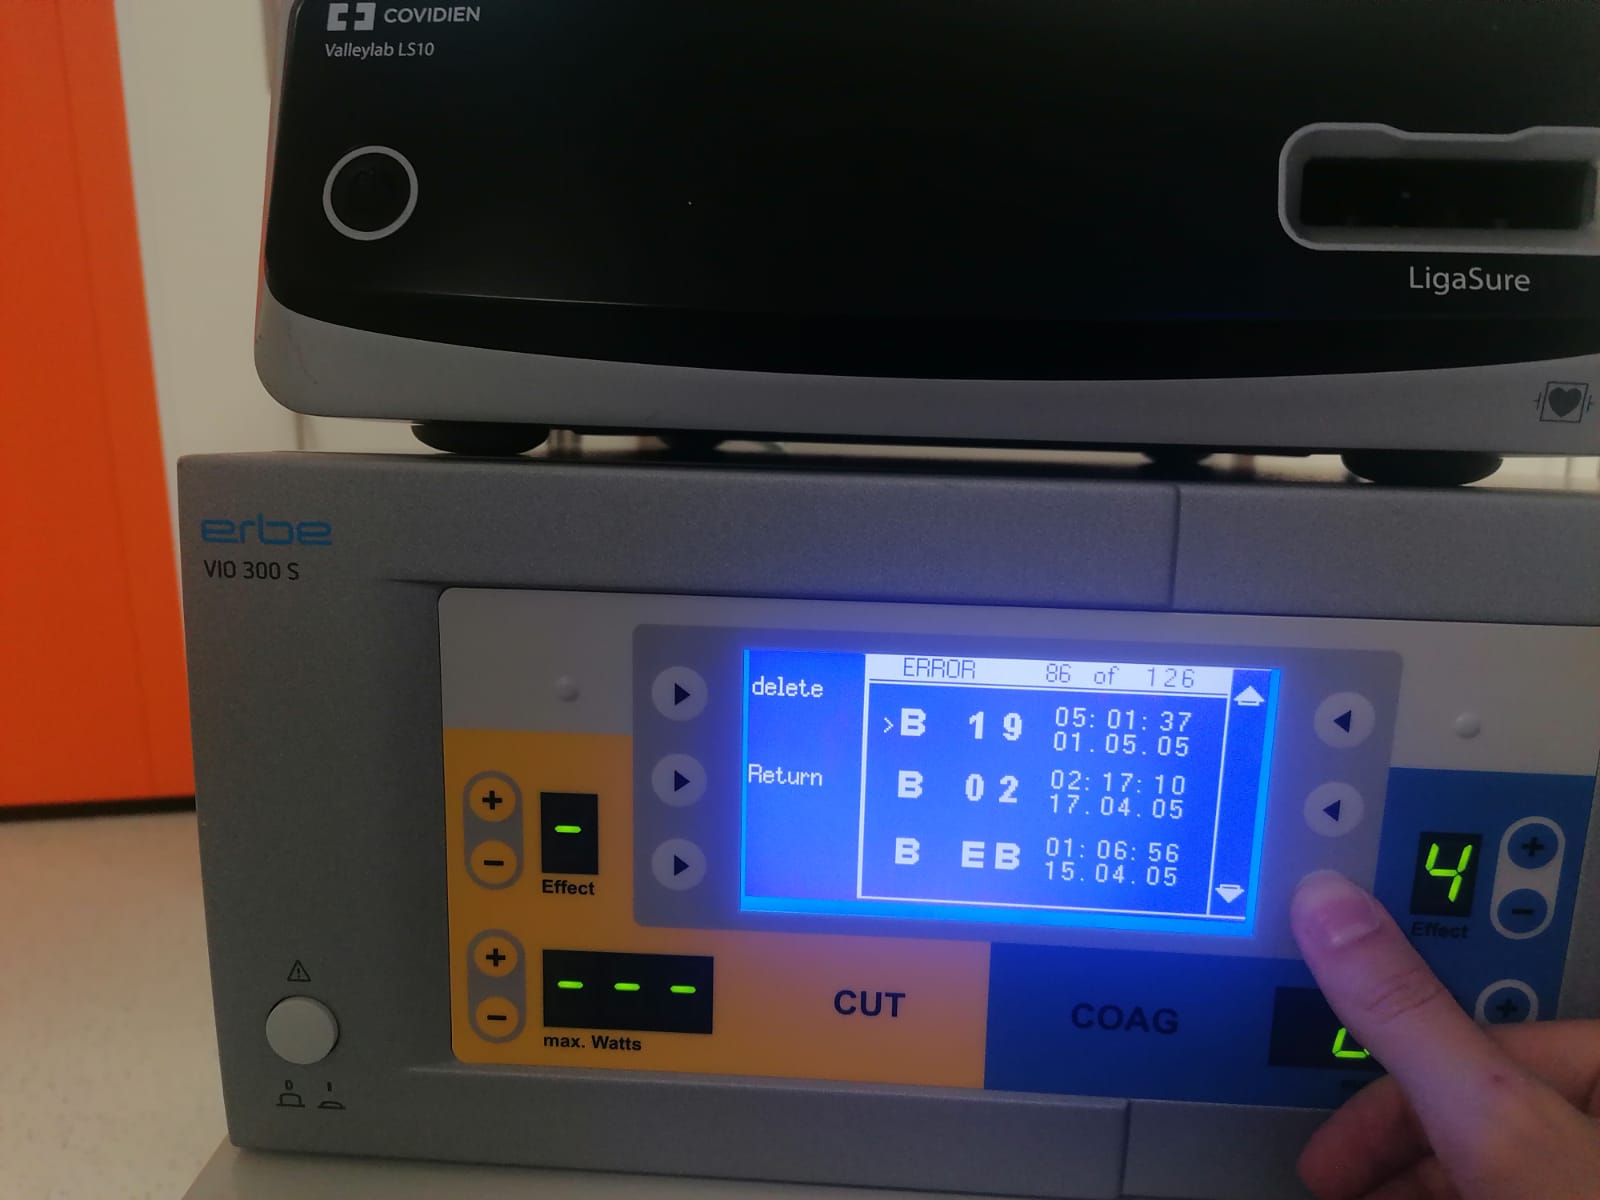 COVIDIEN
Valleylab LS10
LigaSure
erbe
VIO 300 S
delete
Return
ERROR 86 of 126
>B 19 05:01:37
01.05.05
B 02 02:17:10
17.04.05
B EB 01:06:56
15.04.05
+
-
Effect
4
+
-
Effect
+
-
- - -
max. Watts
CUT
COAG
+
0 I